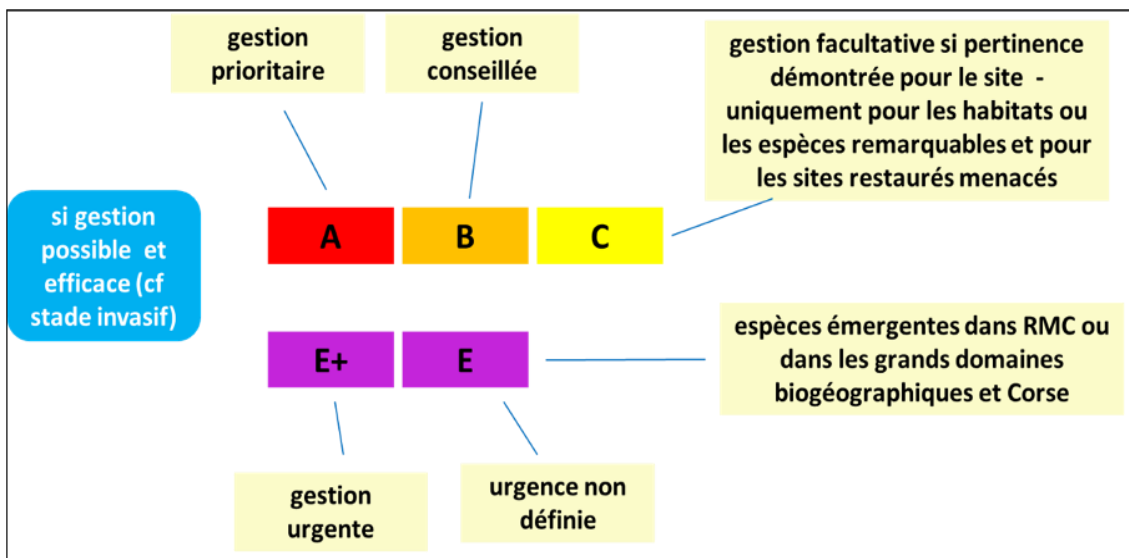 gestion
prioritaire
gestion
conseillée
gestion facultative si pertinence
démontrée pour le site -
uniquement pour les habitats ou
les espèces remarquables et pour
les sites restaurés menacés
si gestion
possible et
efficace (cf
stade invasif)
A
B
C
E+
E
espèces émergentes dans RMC ou
dans les grands domaines
biogéographiques et Corse
gestion
urgente
urgence non
définie